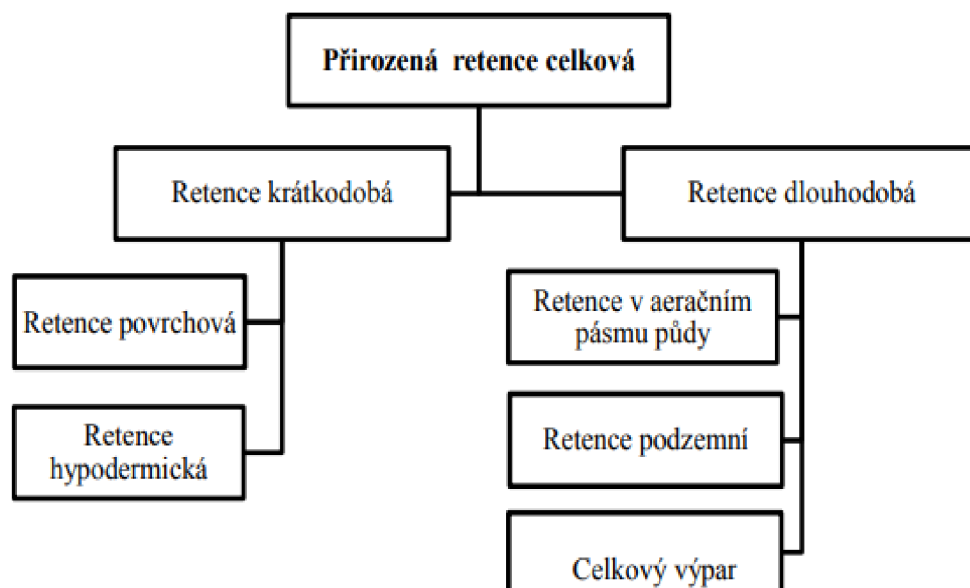 Přirozená retence celková
Retence krátkodobá
Retence dlouhodobá
Retence povrchová
Retence
hypodermická
Retence v aeračním
pásmu půdy
Retence podzemní
Celkový výpar